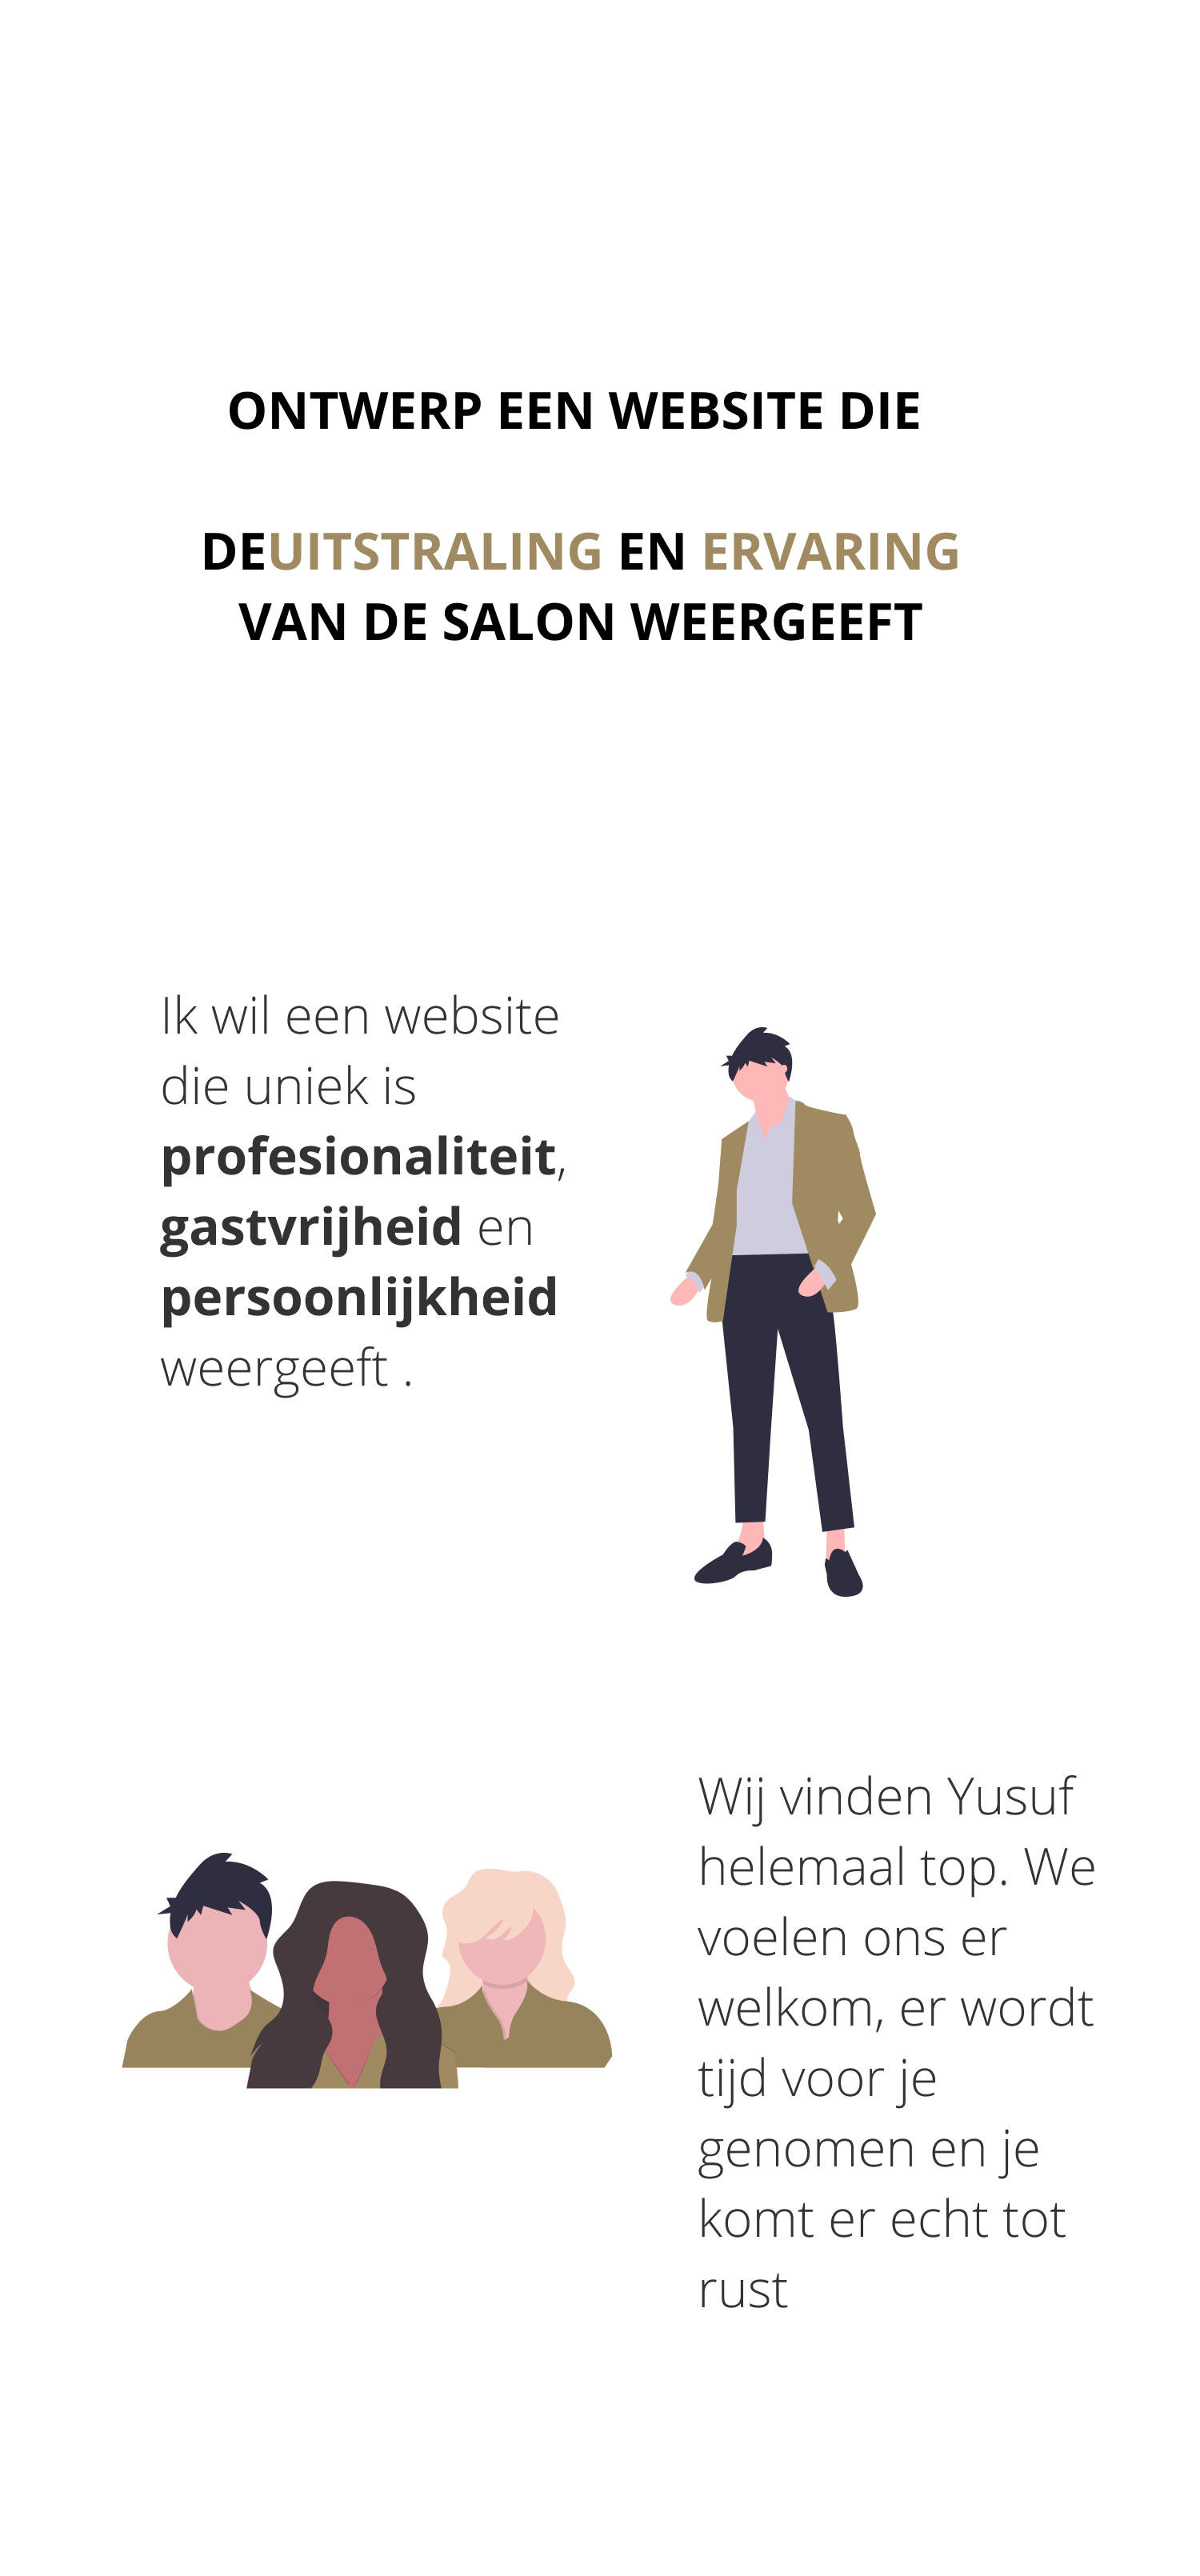 ONTWERP EEN WEBSITE DIE
DEUITSTRALING EN ERVARING
VAN DE SALON WEERGEEFT
Ik wil een website
die uniek is
profesionaliteit,
gastvrijheid en
persoonlijkheid
weergeeft .
Wij vinden Yusuf
helemaal top. We
voelen ons er
welkom, er wordt
tijd voor je
genomen en je
komt er echt tot
rust